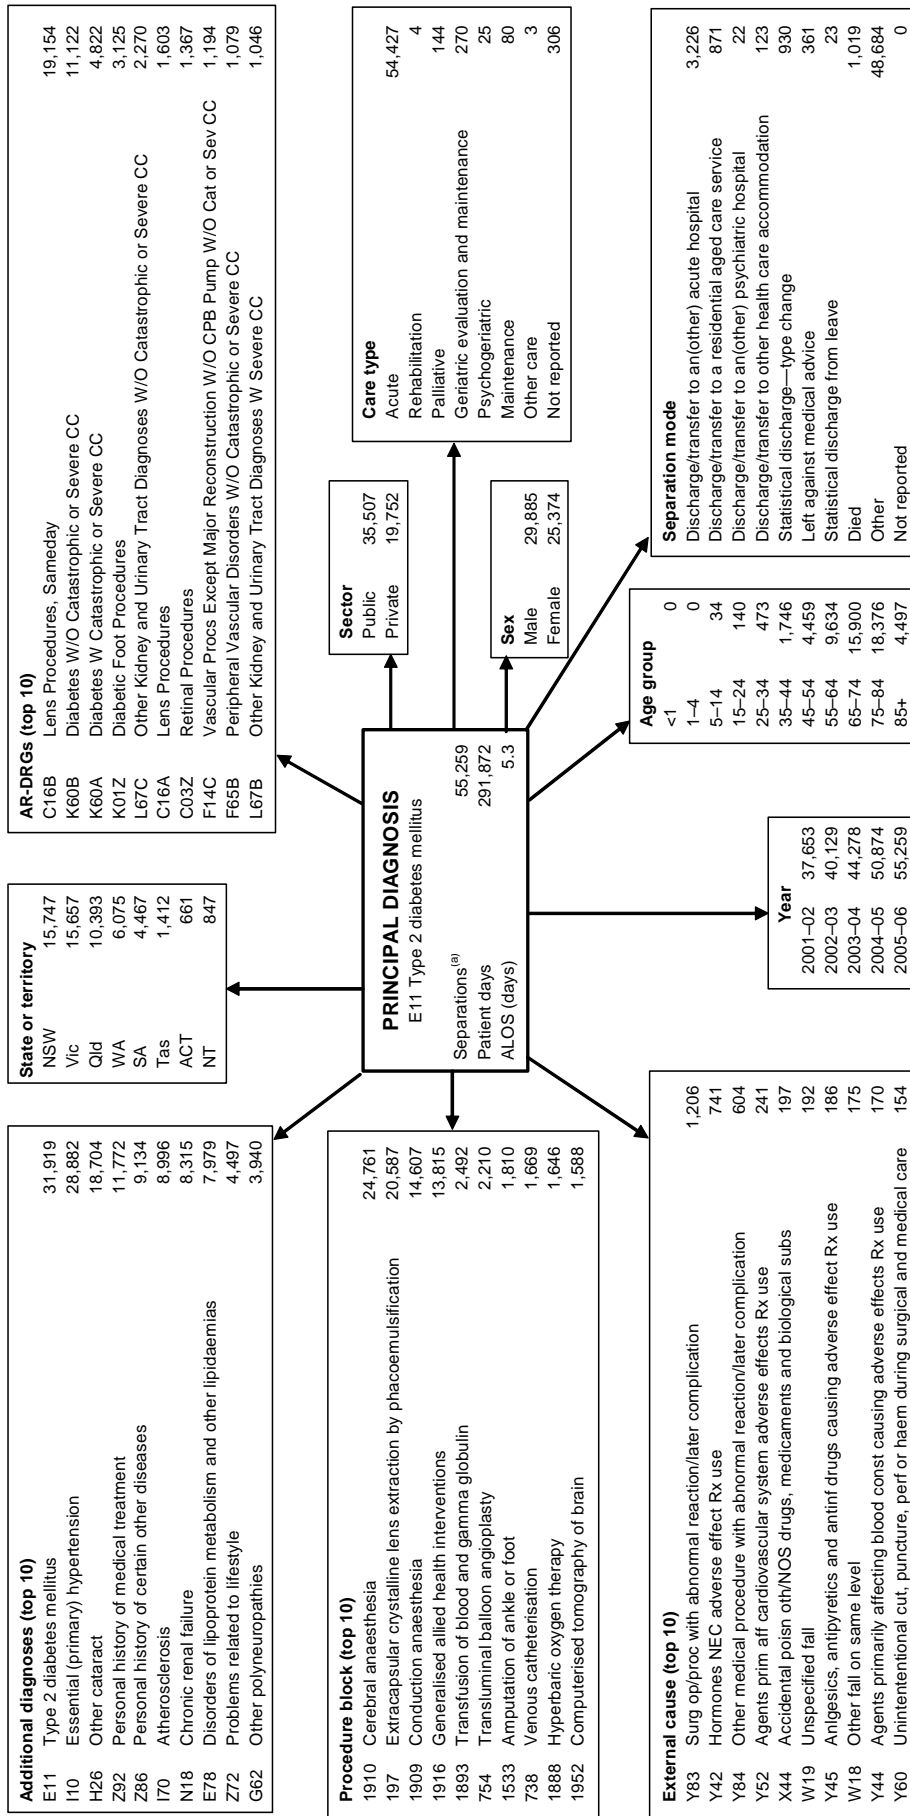 Additional diagnoses (top 10)
E11 Type 2 diabetes mellitus 31,919
I10 Essential (primary) hypertension 28,882
H26 Other cataract 18,704
Z92 Personal history of medical treatment 11,772
Z86 Personal history of certain other diseases 9,134
I70 Atherosclerosis 8,996
N18 Chronic renal failure 8,315
E78 Disorders of lipoprotein metabolism and other lipidaemias 7,979
Z72 Problems related to lifestyle 4,497
G62 Other polyneuropathies 3,940
State or territory
NSW 15,747
Vic 15,657
Qld 10,393
WA 6,075
SA 4,467
Tas 1,412
ACT 661
NT 847
AR-DRGs (top 10)
C16B Lens Procedures, Sameday 19,154
K60B Diabetes W/O Catastrophic or Severe CC 11,122
K60A Diabetes W Catastrophic or Severe CC 4,822
K01Z Diabetic Foot Procedures 3,125
L67C Other Kidney and Urinary Tract Diagnoses W/O Catastrophic or Severe CC 2,270
C16A Lens Procedures 1,603
C03Z Retinal Procedures 1,367
F14C Vascular Procs Except Major Reconstruction W/O CPB Pump W/O Cat or Sev CC 1,194
F65B Peripheral Vascular Disorders W/O Catastrophic or Severe CC 1,079
L67B Other Kidney and Urinary Tract Diagnoses W Severe CC 1,046
Procedure block (top 10)
1910 Cerebral anaesthesia 24,761
197 Extracapsular crystalline lens extraction by phacoemulsification 20,587
1909 Conduction anaesthesia 14,607
1916 Generalised allied health interventions 13,815
1893 Transfusion of blood and gamma globulin 2,492
754 Transluminal balloon angioplasty 2,210
1533 Amputation of ankle or foot 1,810
738 Venous catheterisation 1,669
1888 Hyperbaric oxygen therapy 1,646
1952 Computerised tomography of brain 1,588
PRINCIPAL DIAGNOSIS
E11 Type 2 diabetes mellitus
Separations(a) 55,259
Patient days 291,872
ALOS (days) 5.3
Sector
Public 35,507
Private 19,752
Sex
Male 29,885
Female 25,374
Care type
Acute 54,427
Rehabilitation 4
Palliative 144
Geriatric evaluation and maintenance 270
Psychogeriatric 25
Maintenance 80
Other care 3
Not reported 306
External cause (top 10)
Y83 Surg op/proc with abnormal reaction/later complication 1,206
Y42 Hormones NEC adverse effect Rx use 741
Y84 Other medical procedure with abnormal reaction/later complication 604
Y52 Agents prim aff cardiovascular system adverse effects Rx use 241
X44 Accidental poisn oth/NOS drugs, medicaments and biological subs 197
W19 Unspecified fall 192
Y45 Anlgesics, antipyretics and antinf drugs causing adverse effect Rx use 186
W18 Other fall on same level 175
Y44 Agents primarily affecting blood const causing adverse effects Rx use 170
Y60 Unintentional cut, puncture, perf or haem during surgical and medical care 154
Year
2001–02 37,653
2002–03 40,129
2003–04 44,278
2004–05 50,874
2005–06 55,259
Age group
<1 0
1–4 0
5–14 34
15–24 140
25–34 473
35–44 1,746
45–54 4,459
55–64 9,634
65–74 15,900
75–84 18,376
85+ 4,497
Separation mode
Discharge/transfer to an(other) acute hospital 3,226
Discharge/transfer to a residential aged care service 871
Discharge/transfer to an(other) psychiatric hospital 22
Discharge/transfer to other health care accommodation 123
Statistical discharge—type change 930
Left against medical advice 361
Statistical discharge from leave 23
Died 1,019
Other 48,684
Not reported 0